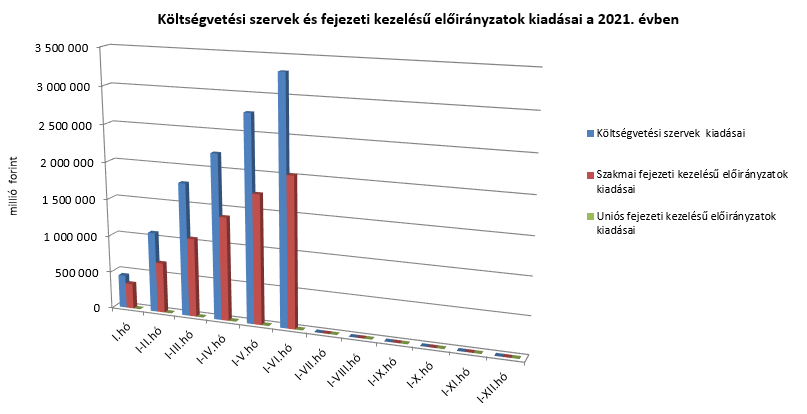 Költségvetési szervek és fejezeti kezelésű előirányzatok kiadásai a 2021. évben
millió forint
3 500 000
3 000 000
2 500 000
2 000 000
1 500 000
1 000 000
500 000
0
I.hó
I-II.hó
I-III.hó
I-IV.hó
I-V.hó
I-VI.hó
I-VII.hó
I-VIII.hó
I-IX.hó
I-X.hó
I-XI.hó
I-XII.hó
Költségvetési szervek kiadásai
Szakmai fejezeti kezelésű előirányzatok
kiadásai
Uniós fejezeti kezelésű előirányzatok
kiadásai